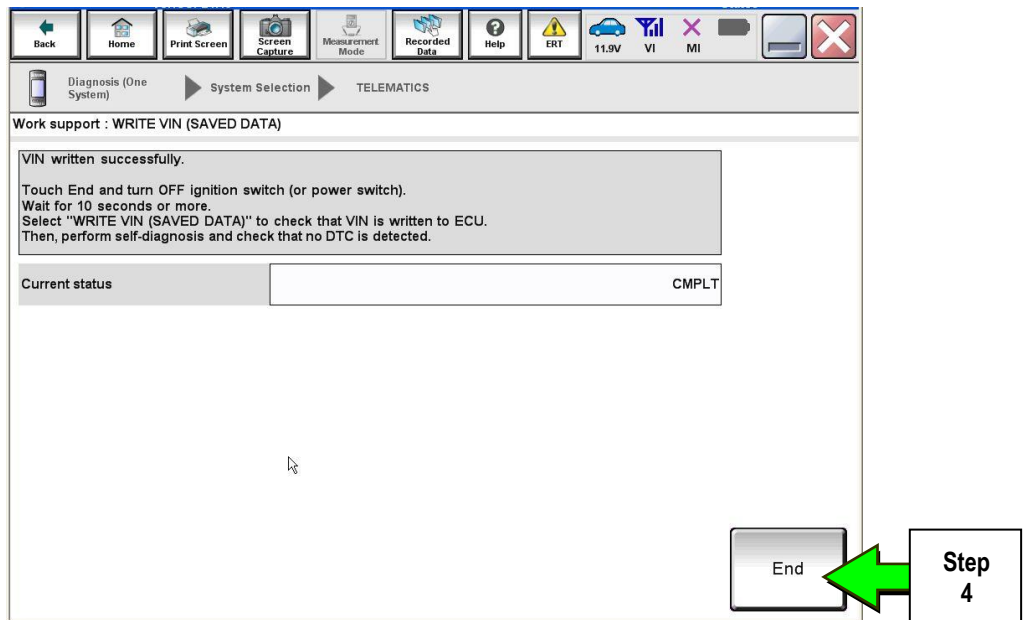 Back
Home
Print Screen
Screen Capture
Measurement Mode
Recorded Data
Help
ERT
11.9V
VI
MI
Diagnosis (One System)
System Selection
TELEMATICS
Work support : WRITE VIN (SAVED DATA)
VIN written successfully.
Touch End and turn OFF ignition switch (or power switch).
Wait for 10 seconds or more.
Select "WRITE VIN (SAVED DATA)" to check that VIN is written to ECU.
Then, perform self-diagnosis and check that no DTC is detected.
Current status
CMPLT
End
Step
4